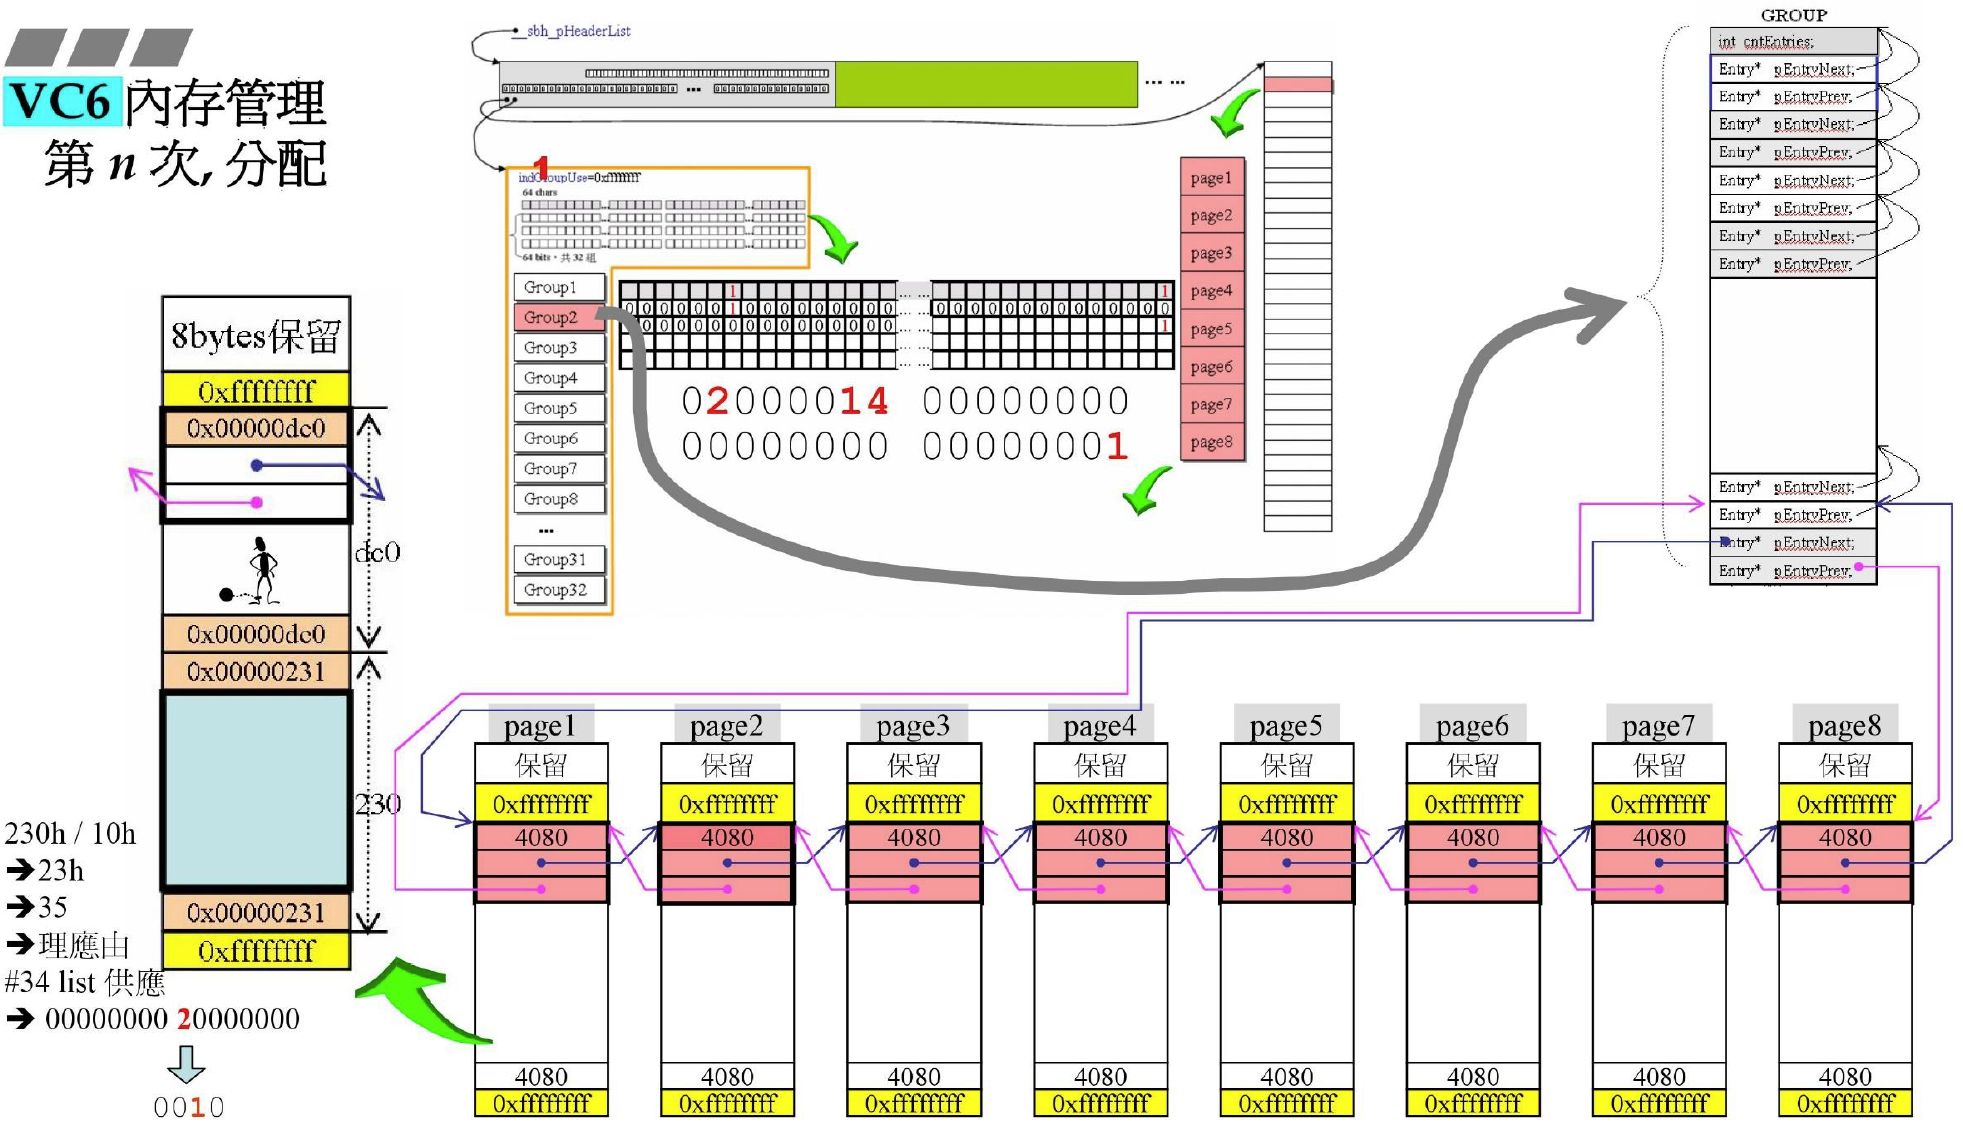 VC6 內存管理
第 n 次, 分配
__sbh_pHeaderList
... ...
1
indGroupUse=0xffffffff
64 chars
64 bits，共 32 組
Group1
Group2
Group3
Group4
Group5
Group6
Group7
Group8
...
Group31
Group32
02000014 00000000
00000000 00000001
page1
page2
page3
page4
page5
page6
page7
page8
GROUP
int cntEntries;
Entry* pEntryNext;
Entry* pEntryPrev;
Entry* pEntryNext;
Entry* pEntryPrev;
Entry* pEntryNext;
Entry* pEntryPrev;
Entry* pEntryNext;
Entry* pEntryPrev;
Entry* pEntryNext;
Entry* pEntryPrev;
Entry* pEntryNext;
Entry* pEntryPrev;
8bytes保留
0xffffffff
0x00000dc0
dc0
0x00000dc0
0x00000231
230
0x00000231
0xffffffff
230h / 10h
➔23h
➔35
➔理應由
#34 list 供應
➔ 00000000 20000000
0010
page1 page2 page3 page4 page5 page6 page7 page8
保留 保留 保留 保留 保留 保留 保留 保留
0xffffffff 0xffffffff 0xffffffff 0xffffffff 0xffffffff 0xffffffff 0xffffffff 0xffffffff
4080 4080 4080 4080 4080 4080 4080 4080
4080 4080 4080 4080 4080 4080 4080 4080
0xffffffff 0xffffffff 0xffffffff 0xffffffff 0xffffffff 0xffffffff 0xffffffff 0xffffffff